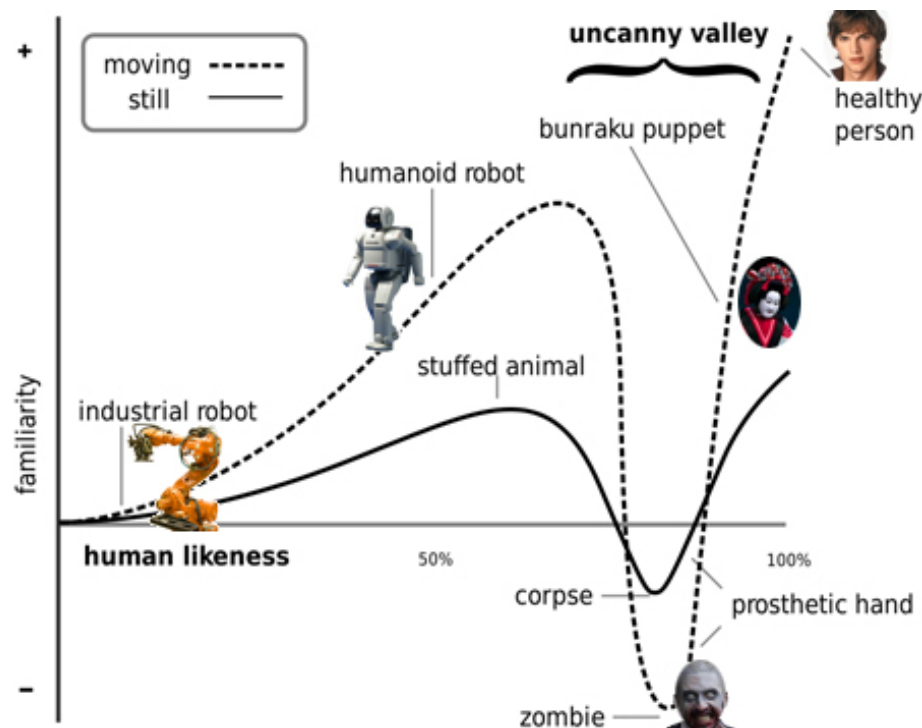 +
uncanny valley
moving
still
healthy
person
bunraku puppet
humanoid robot
stuffed animal
industrial robot
familiarity
human likeness
50%
100%
corpse
prosthetic hand
–
zombie